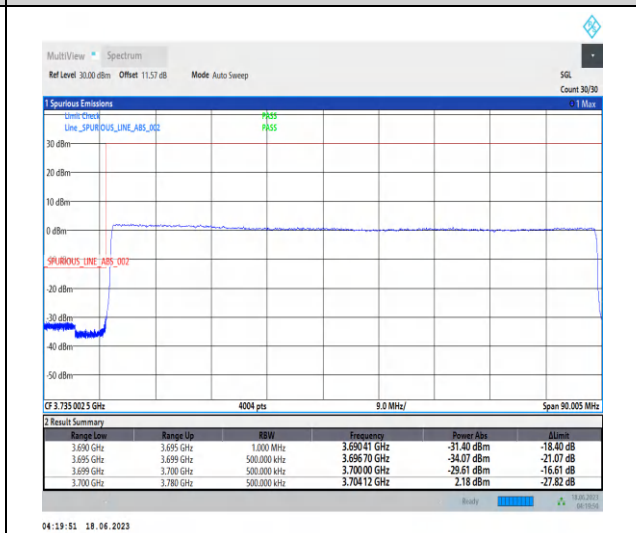 MultiView Spectrum
Ref Level 30.00 dBm Offset 11.57 dB Mode Auto Sweep SGL
Count 30/30
1 Spurious Emissions 1 Max
Limit Check PASS
Line _SPURIOUS_LINE_ABS_002 PASS
30 dBm
20 dBm
10 dBm
0 dBm
_SPURIOUS_LINE_ABS_002
-20 dBm
-30 dBm
-40 dBm
-50 dBm
CF 3.735 002 5 GHz 4004 pts 9.0 MHz/ Span 90.005 MHz
2 Result Summary
Range Low Range Up RBW Frequency Power Abs ΔLimit
3.690 GHz 3.695 GHz 1.000 MHz 3.690 41 GHz -31.40 dBm -18.40 dB
3.695 GHz 3.699 GHz 500.000 kHz 3.696 70 GHz -34.07 dBm -21.07 dB
3.699 GHz 3.700 GHz 500.000 kHz 3.700 00 GHz -29.61 dBm -16.61 dB
3.700 GHz 3.780 GHz 500.000 kHz 3.704 12 GHz 2.18 dBm -27.82 dB
Ready 18.06.2023
04:19:50
04:19:51 18.06.2023